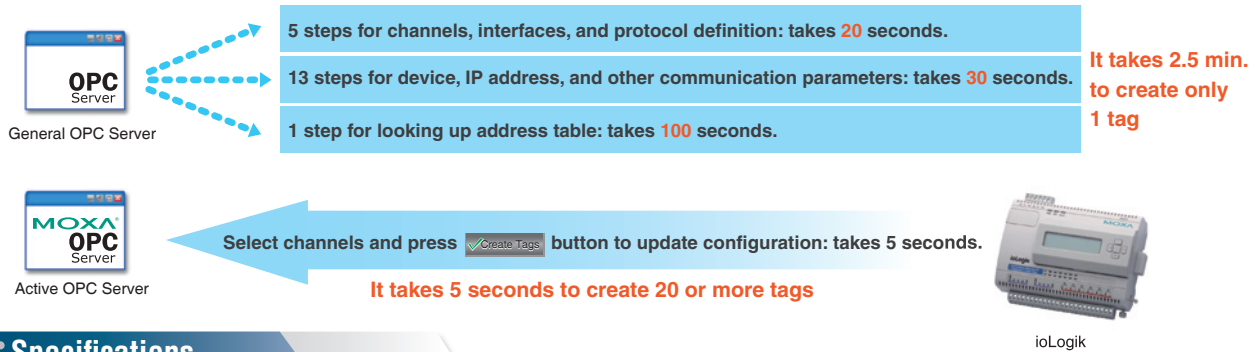 5 steps for channels, interfaces, and protocol definition: takes 20 seconds.
OPC
Server
General OPC Server
13 steps for device, IP address, and other communication parameters: takes 30 seconds.
1 step for looking up address table: takes 100 seconds.
It takes 2.5 min.
to create only
1 tag
MOXA®
OPC
Server
Active OPC Server
Select channels and press Create Tags button to update configuration: takes 5 seconds.
It takes 5 seconds to create 20 or more tags
MOXA
ioLogik
ioLogik
Specifications